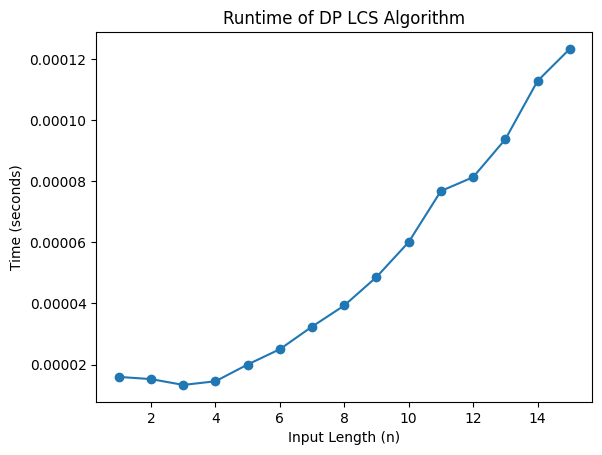 Runtime of DP LCS Algorithm
0.00012
0.00010
0.00008
0.00006
0.00004
0.00002
Time (seconds)
2 4 6 8 10 12 14
Input Length (n)